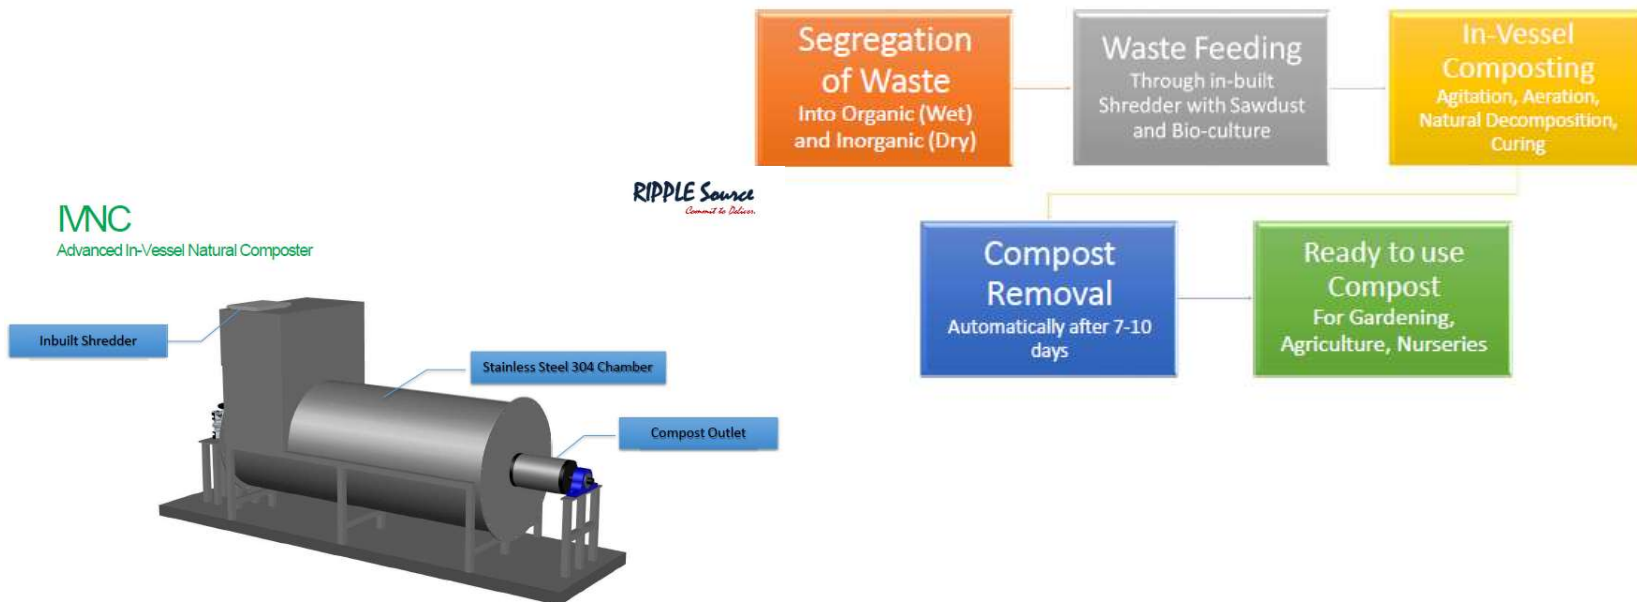 Segregation
of Waste
Into Organic (Wet)
and Inorganic (Dry)
Waste Feeding
Through in-built
Shredder with Sawdust
and Bio-culture
In-Vessel
Composting
Agitation, Aeration,
Natural Decomposition,
Curing
RIPPLE Source
Commit to Deliver.
IVNC
Advanced In-Vessel Natural Composter
Compost
Removal
Automatically after 7-10
days
Ready to use
Compost
For Gardening,
Agriculture, Nurseries
Inbuilt Shredder
Stainless Steel 304 Chamber
Compost Outlet